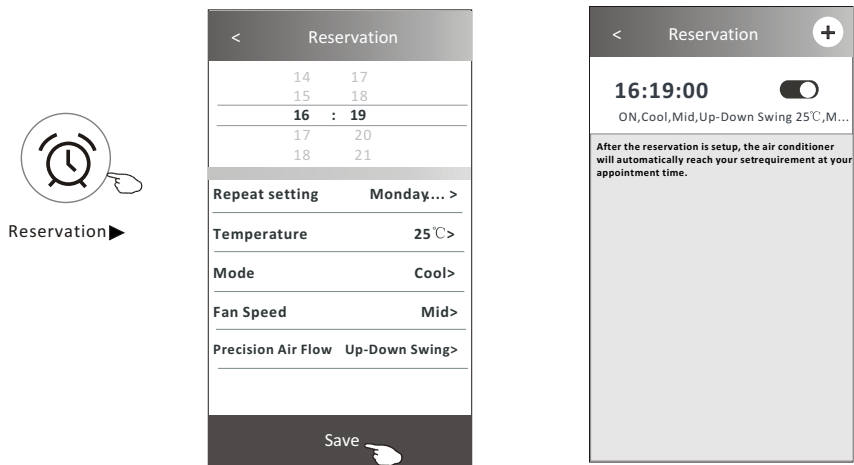 Reservation▶
< Reservation
14 17
15 18
16 : 19
17 20
18 21
Repeat setting Monday.... >
Temperature 25℃>
Mode Cool>
Fan Speed Mid>
Precision Air Flow Up-Down Swing>
Save
< Reservation +
16:19:00
ON,Cool,Mid,Up-Down Swing 25℃,M...
After the reservation is setup, the air conditioner
will automatically reach your setrequirement at your
appointment time.